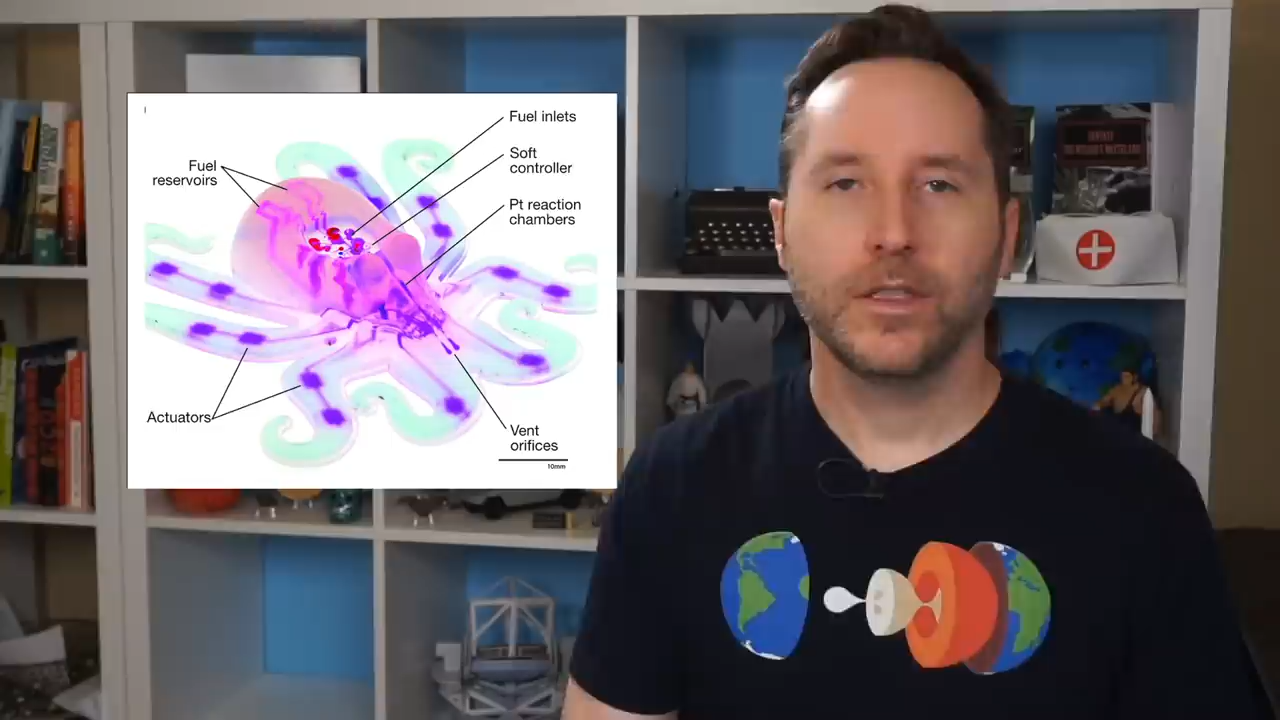 Fuel inlets
Soft
controller
Fuel
reservoirs
Pt reaction
chambers
Actuators
Vent
orifices
10mm